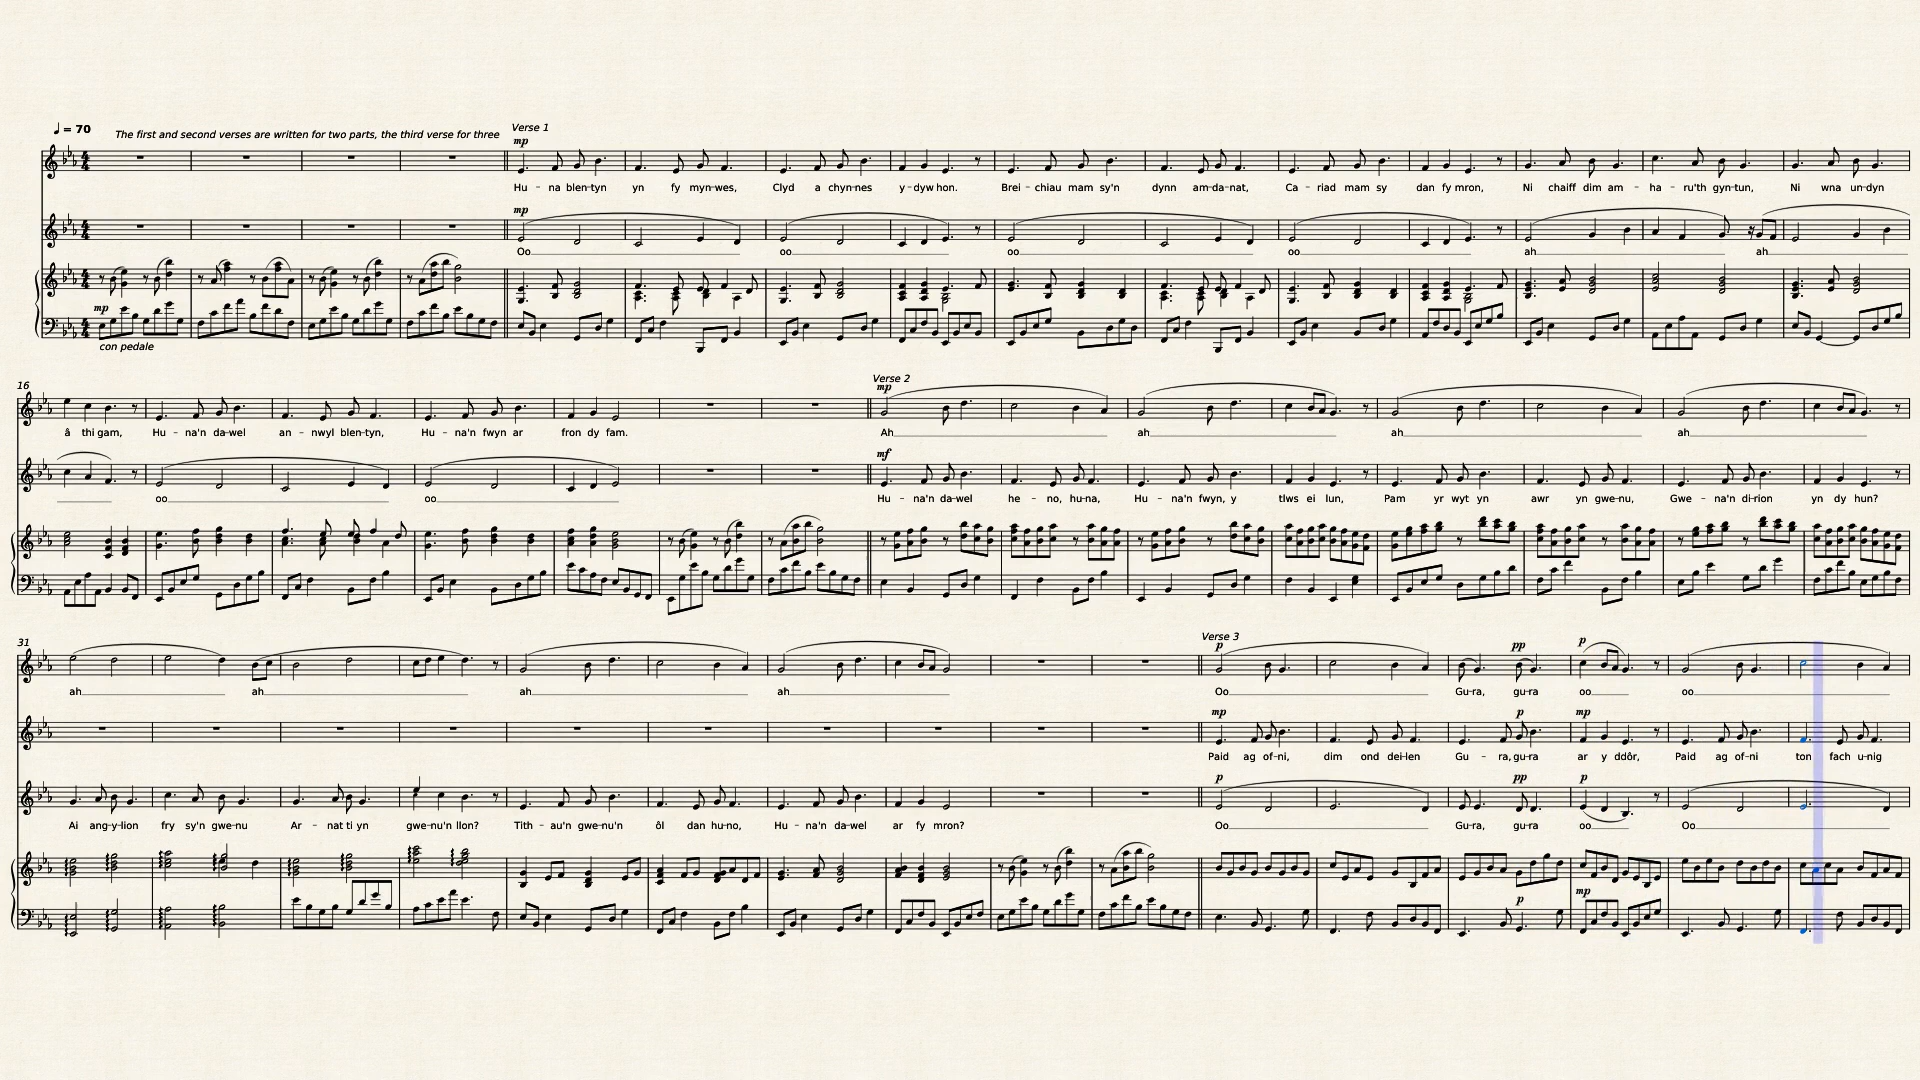 ♩ = 70
The first and second verses are written for two parts, the third verse for three
Verse 1
mp
Hu - na blen-tyn yn fy myn-wes, Clyd a chyn-nes y-dyw hon. Brei - chiau mam sy'n dynn am-da-nat, Ca - riad mam sy dan fy mron, Ni chaiff dim am - ha - ru'th gyn-tun, Ni wna un-dyn
mp
Oo oo oo oo ah ah
mp
con pedale
16
Verse 2
mp
â thi gam, Hu - na'n da-wel an - nwyl blen-tyn, Hu - na'n fwyn ar fron dy fam. Ah ah ah ah
mf
oo oo Hu - na'n da-wel he - no, hu-na, Hu - na'n fwyn, y tlws ei lun, Pam yr wyt yn awr yn gwe-nu, Gwe - na'n di-rion yn dy hun?
31
Verse 3
p pp p
ah ah ah ah Oo Gu-ra, gu-ra oo oo
mp p mp
Paid ag of-ni, dim ond dei-len Gu - ra, gu-ra ar y ddôr, Paid ag of-ni ton fach u-nig
p pp p
Ai ang-y-lion fry sy'n gwe-nu Ar - nat ti yn gwe-nu'n llon? Tith - au'n gwe-nu'n ôl dan hu-no, Hu - na'n da-wel ar fy mron? Oo Gu-ra, gu-ra oo Oo
mp
p